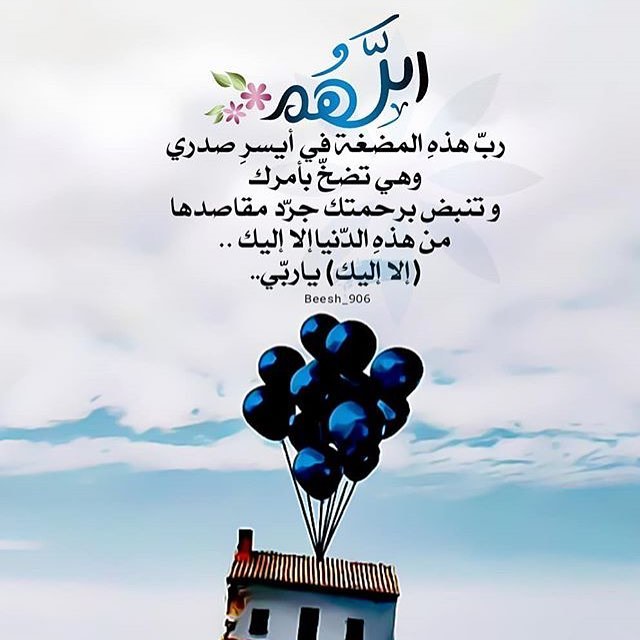 اللَّهُمَّ
ربّ هذهِ المضغة في أيسرِ صدري
وهي تضخّ بأمرك
و تنبض برحمتك جرّد مقاصدها
من هذهِ الدّنيا إلا إليك ..
(إلا إليك) ياربّي..
Beesh_906